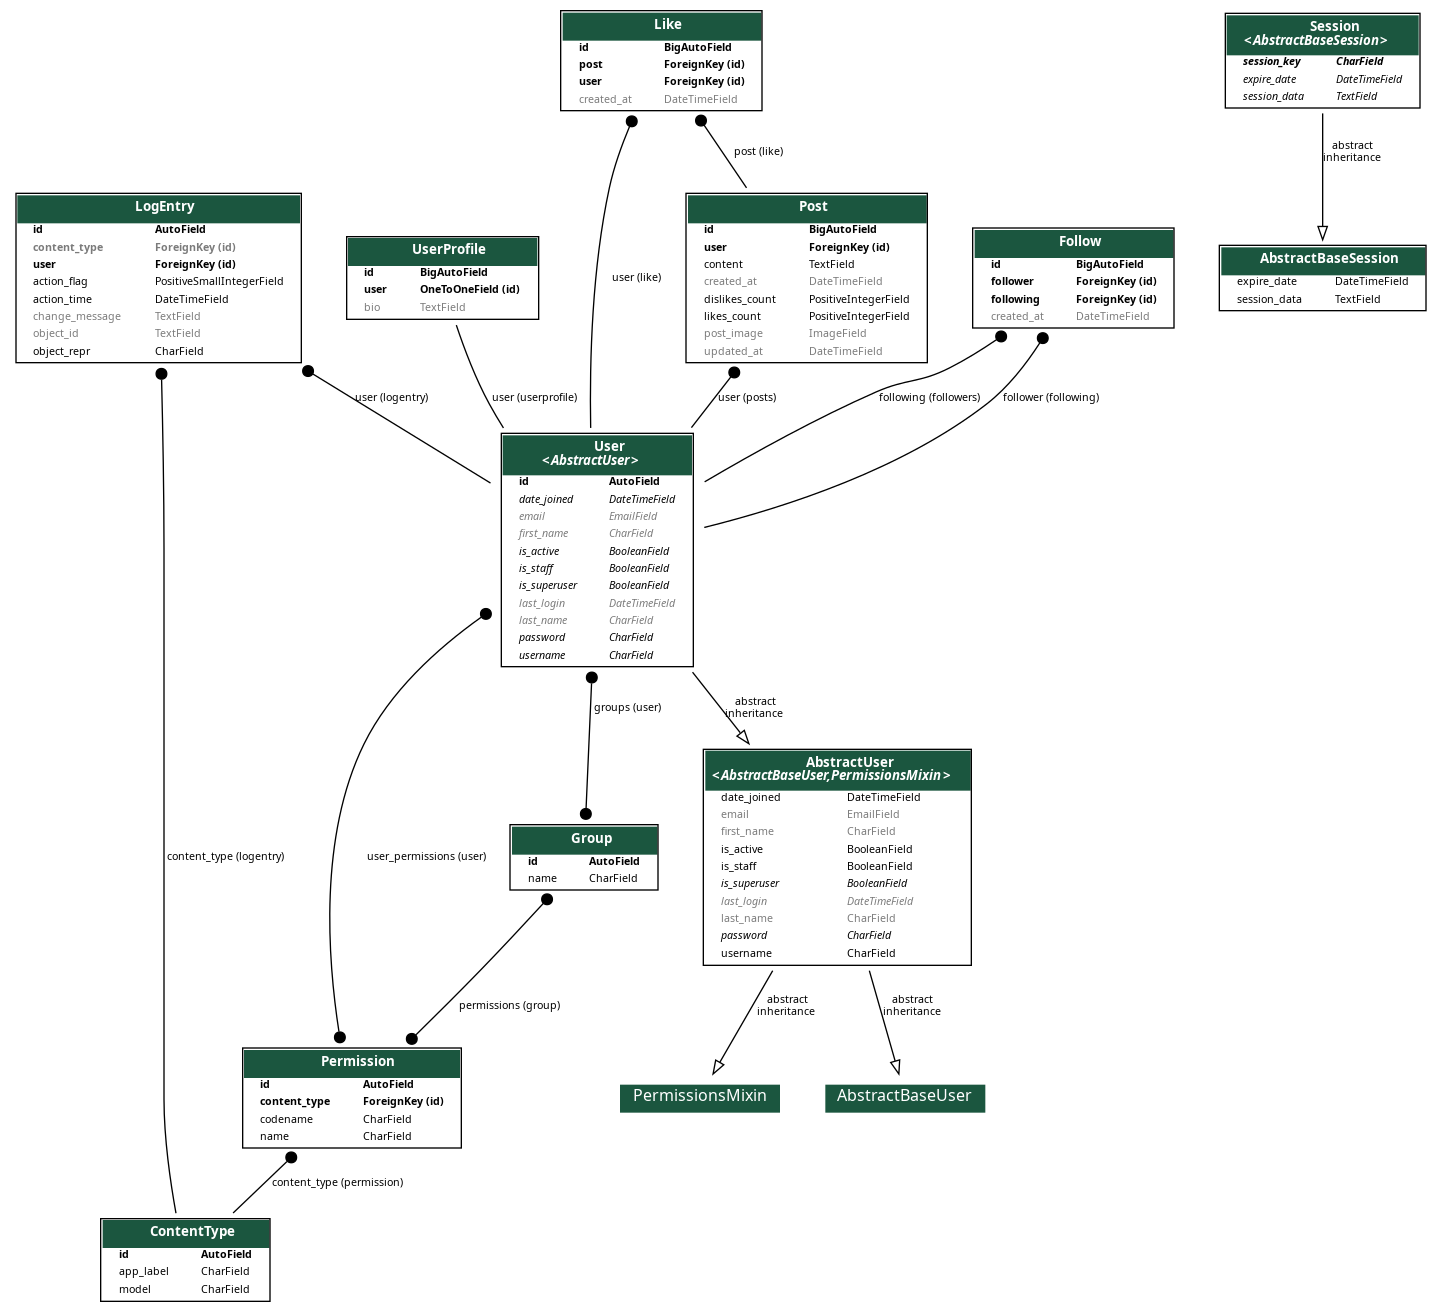 Like
id BigAutoField
post ForeignKey (id)
user ForeignKey (id)
created_at DateTimeField
Session
<AbstractBaseSession>
session_key CharField
expire_date DateTimeField
session_data TextField
post (like)
abstract
inheritance
LogEntry
id AutoField
content_type ForeignKey (id)
user ForeignKey (id)
action_flag PositiveSmallIntegerField
action_time DateTimeField
change_message TextField
object_id TextField
object_repr CharField
UserProfile
id BigAutoField
user OneToOneField (id)
bio TextField
user (like)
Post
id BigAutoField
user ForeignKey (id)
content TextField
created_at DateTimeField
dislikes_count PositiveIntegerField
likes_count PositiveIntegerField
post_image ImageField
updated_at DateTimeField
Follow
id BigAutoField
follower ForeignKey (id)
following ForeignKey (id)
created_at DateTimeField
AbstractBaseSession
expire_date DateTimeField
session_data TextField
user (logentry)
user (userprofile)
user (posts)
following (followers)
follower (following)
User
<AbstractUser>
id AutoField
date_joined DateTimeField
email EmailField
first_name CharField
is_active BooleanField
is_staff BooleanField
is_superuser BooleanField
last_login DateTimeField
last_name CharField
password CharField
username CharField
groups (user)
abstract
inheritance
AbstractUser
<AbstractBaseUser,PermissionsMixin>
date_joined DateTimeField
email EmailField
first_name CharField
is_active BooleanField
is_staff BooleanField
is_superuser BooleanField
last_login DateTimeField
last_name CharField
password CharField
username CharField
Group
id AutoField
name CharField
content_type (logentry)
user_permissions (user)
permissions (group)
abstract
inheritance
abstract
inheritance
Permission
id AutoField
content_type ForeignKey (id)
codename CharField
name CharField
PermissionsMixin
AbstractBaseUser
content_type (permission)
ContentType
id AutoField
app_label CharField
model CharField